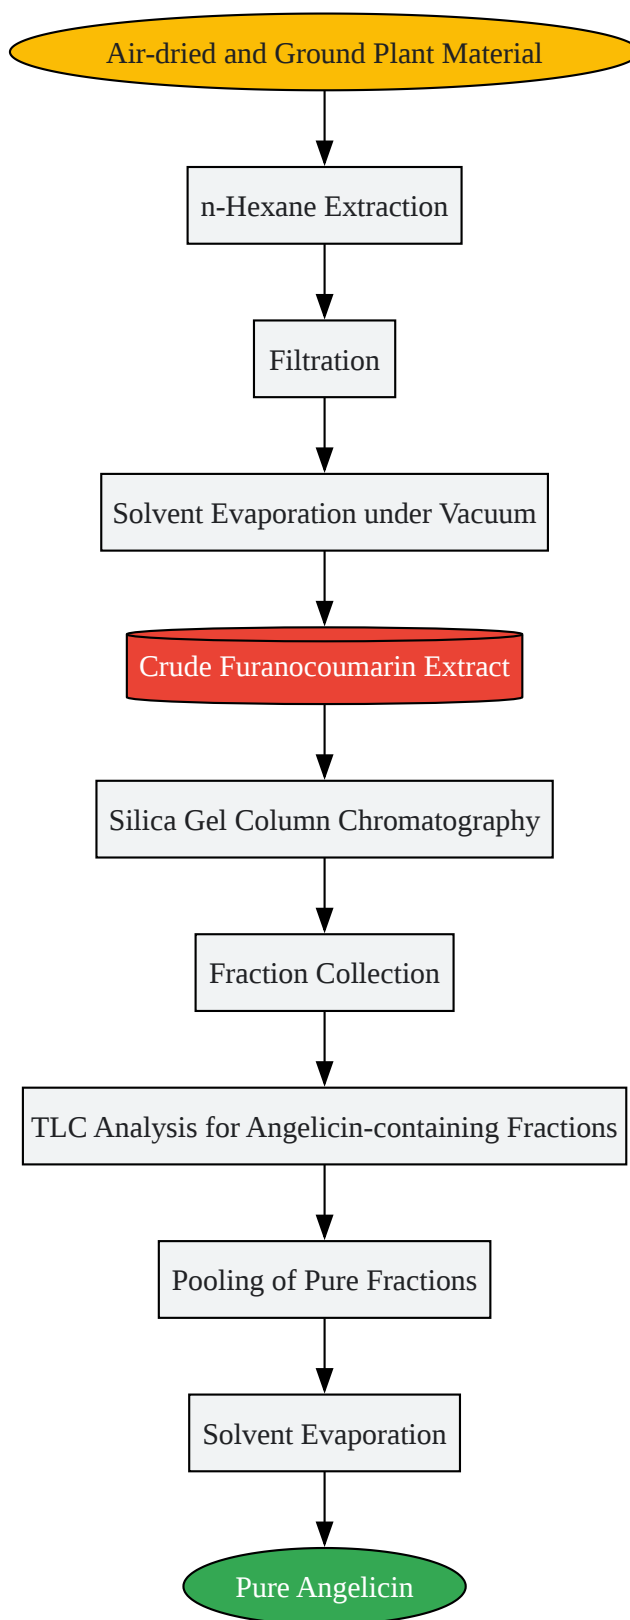 Air-dried and Ground Plant Material
n-Hexane Extraction
Filtration
Solvent Evaporation under Vacuum
Crude Furanocoumarin Extract
Silica Gel Column Chromatography
Fraction Collection
TLC Analysis for Angelicin-containing Fractions
Pooling of Pure Fractions
Solvent Evaporation
Pure Angelicin